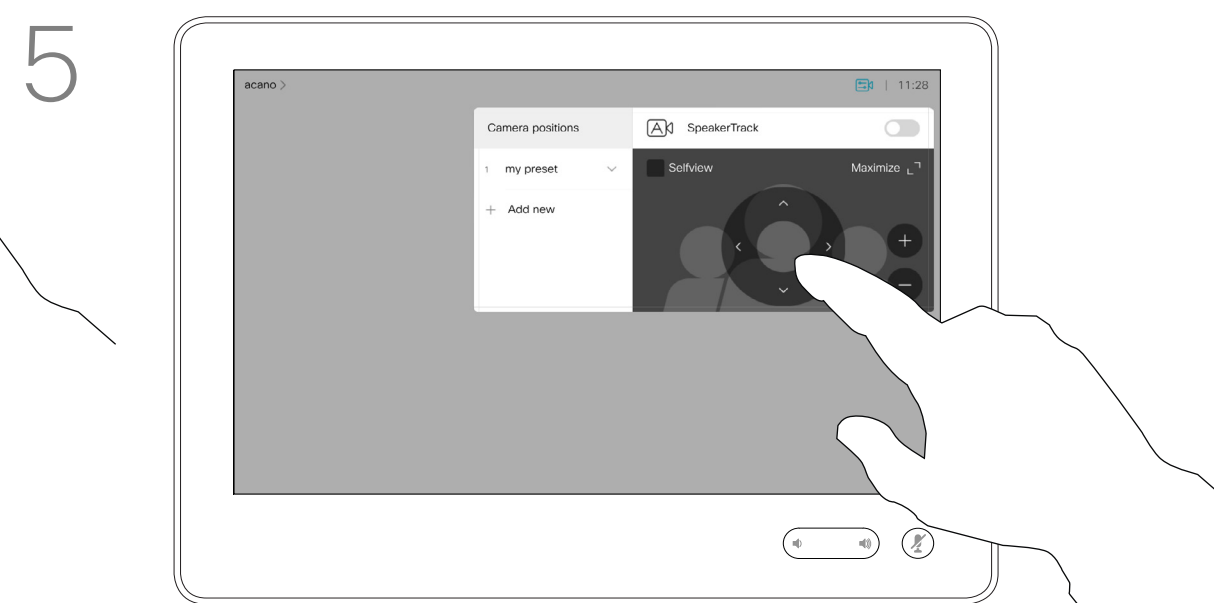 5
acano >
11:28
Camera positions
SpeakerTrack
1 my preset
Selfview
Maximize
+ Add new